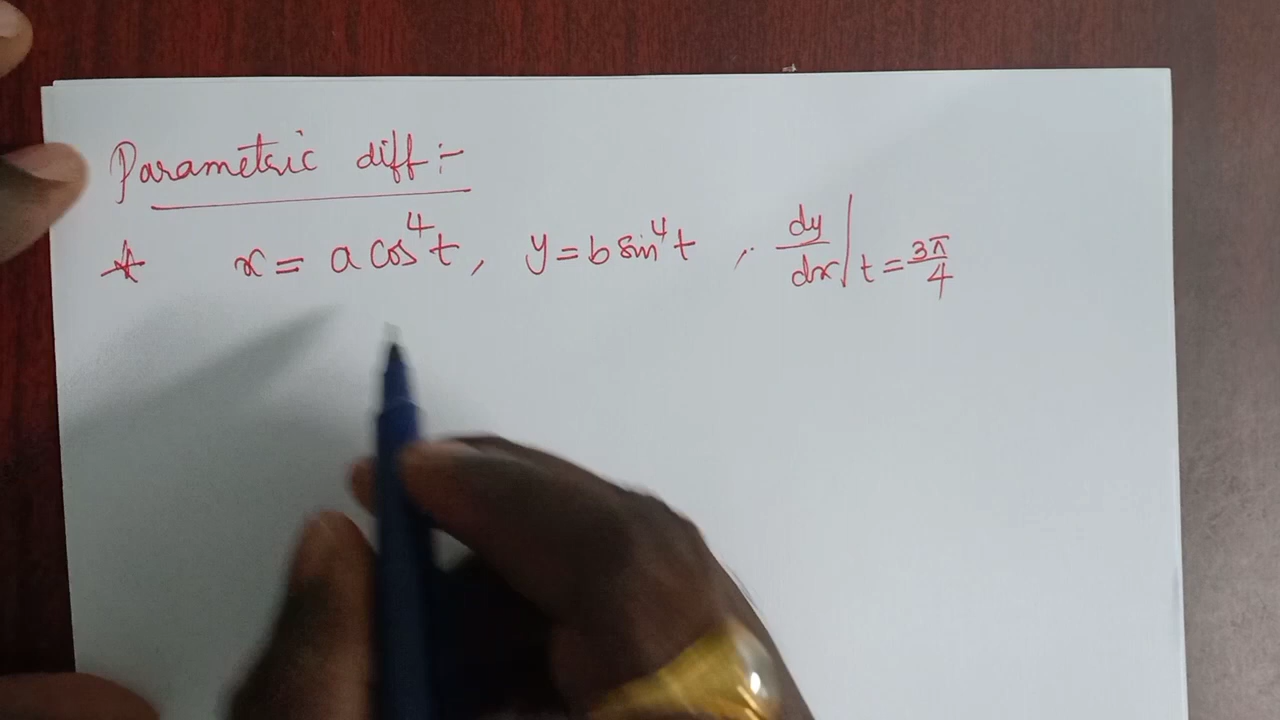 Parametric diff :-
☆ x = a cos⁴t, y = b sin⁴t, dy/dx | t = 3π/4